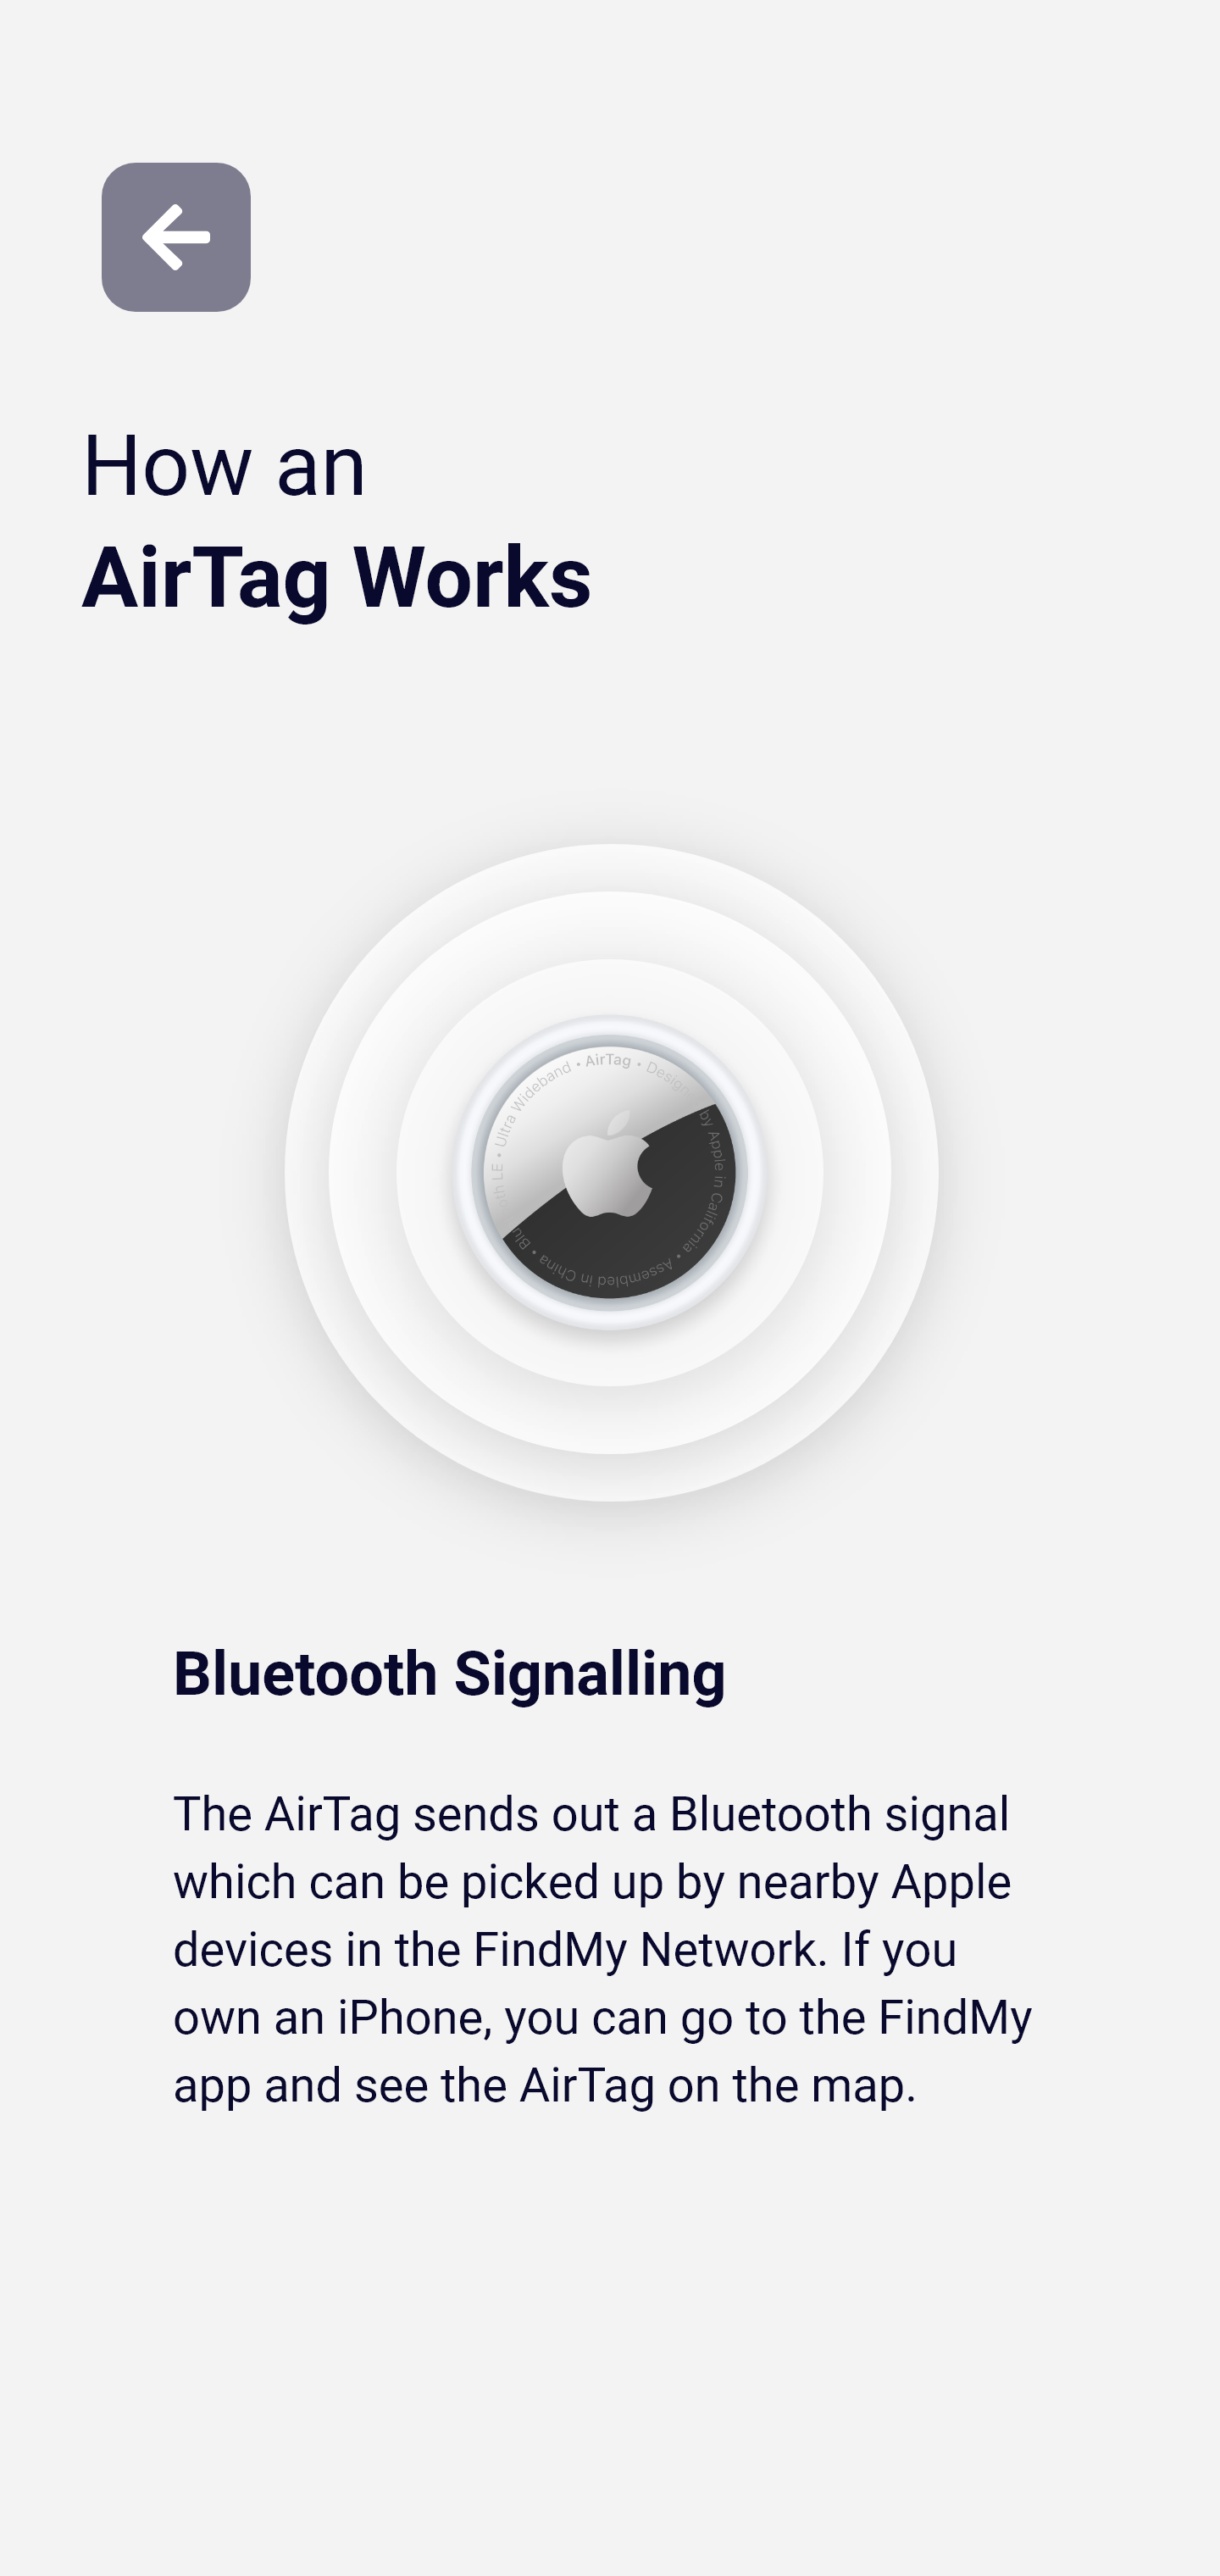 How an
AirTag Works
AirTag • Design by Apple in California • Assembled in China • Blu th LE • Ultra Wideband •
Bluetooth Signalling
The AirTag sends out a Bluetooth signal
which can be picked up by nearby Apple
devices in the FindMy Network. If you
own an iPhone, you can go to the FindMy
app and see the AirTag on the map.